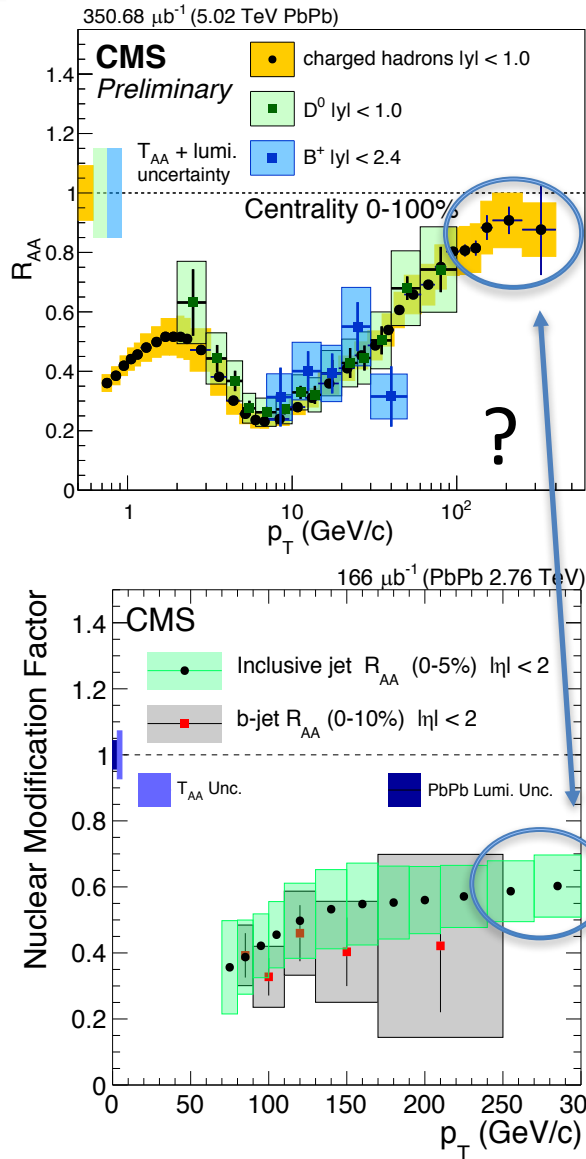 350.68 μb⁻¹ (5.02 TeV PbPb)
CMS
Preliminary
charged hadrons |y| < 1.0
D⁰ |y| < 1.0
B⁺ |y| < 2.4
T_AA + lumi.
uncertainty
Centrality 0-100%
R_AA
1.4
1.2
1
0.8
0.6
0.4
0.2
0
1
10
10²
p_T (GeV/c)
?
166 μb⁻¹ (PbPb 2.76 TeV)
CMS
Inclusive jet R_AA (0-5%) |η| < 2
b-jet R_AA (0-10%) |η| < 2
T_AA Unc.
PbPb Lumi. Unc.
Nuclear Modification Factor
1.4
1.2
1
0.8
0.6
0.4
0.2
0
0
50
100
150
200
250
300
p_T (GeV/c)